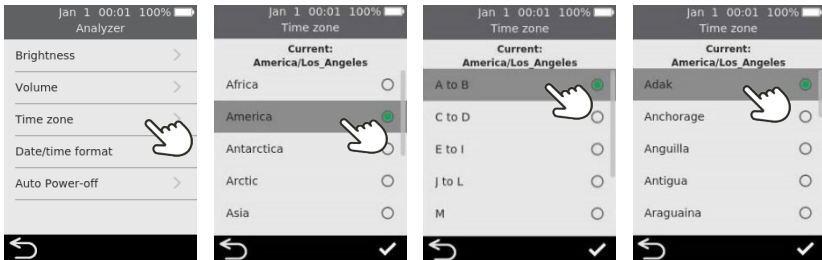 Jan 1 00:01 100%
Analyzer
Brightness
Volume
Time zone
Date/time format
Auto Power-off
Jan 1 00:01 100%
Time zone
Current:
America/Los_Angeles
Africa
America
Antarctica
Arctic
Asia
Jan 1 00:01 100%
Time zone
Current:
America/Los_Angeles
A to B
C to D
E to I
J to L
M
Jan 1 00:01 100%
Time zone
Current:
America/Los_Angeles
Adak
Anchorage
Anguilla
Antigua
Araguaina